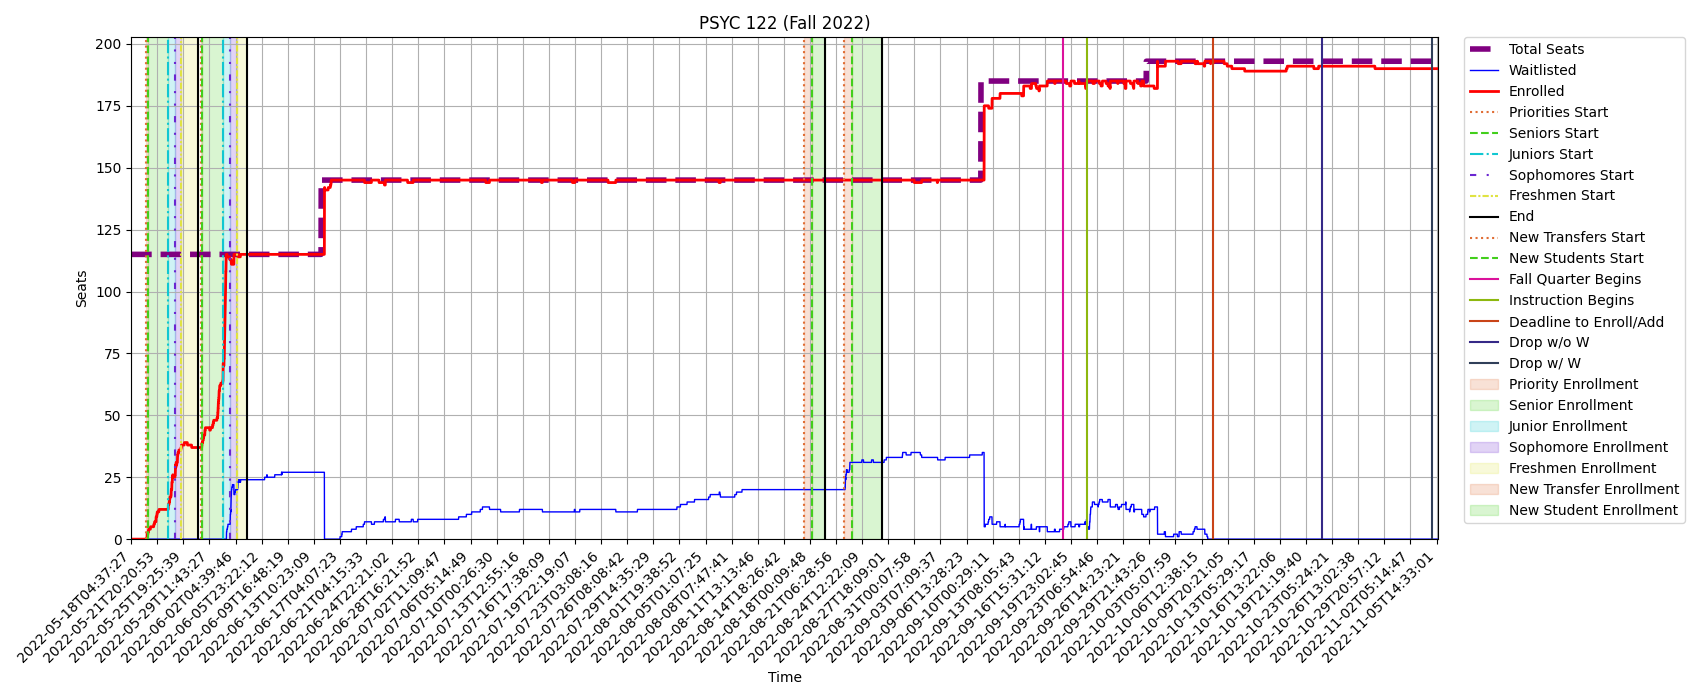 PSYC 122 (Fall 2022)
Seats
200
175
150
125
100
75
50
25
0
2022-05-18T04:37:27
2022-05-21T20:20:53
2022-05-25T19:25:39
2022-05-29T11:43:27
2022-06-02T04:39:46
2022-06-05T23:22:12
2022-06-09T16:48:19
2022-06-13T10:23:09
2022-06-17T04:07:23
2022-06-21T04:15:33
2022-06-24T22:21:02
2022-06-28T16:21:52
2022-07-02T11:09:47
2022-07-06T05:14:49
2022-07-10T00:26:30
2022-07-13T12:55:16
2022-07-16T17:38:09
2022-07-19T22:19:07
2022-07-23T03:08:16
2022-07-26T08:08:42
2022-07-29T14:35:29
2022-08-01T19:38:52
2022-08-05T01:07:25
2022-08-08T07:47:41
2022-08-11T13:13:46
2022-08-14T18:26:42
2022-08-18T00:09:48
2022-08-21T06:28:56
2022-08-24T12:22:09
2022-08-27T18:09:01
2022-08-31T00:07:58
2022-09-03T07:09:37
2022-09-06T13:28:23
2022-09-10T00:29:11
2022-09-13T08:05:43
2022-09-16T15:31:12
2022-09-19T23:02:45
2022-09-23T06:54:46
2022-09-26T14:23:21
2022-09-29T21:43:26
2022-10-03T05:07:59
2022-10-06T12:38:15
2022-10-09T20:21:05
2022-10-13T05:29:17
2022-10-16T13:22:06
2022-10-19T21:19:40
2022-10-23T05:24:21
2022-10-26T13:02:38
2022-10-29T20:57:12
2022-11-02T05:14:47
2022-11-05T14:33:01
Time
Total Seats
Waitlisted
Enrolled
Priorities Start
Seniors Start
Juniors Start
Sophomores Start
Freshmen Start
End
New Transfers Start
New Students Start
Fall Quarter Begins
Instruction Begins
Deadline to Enroll/Add
Drop w/o W
Drop w/ W
Priority Enrollment
Senior Enrollment
Junior Enrollment
Sophomore Enrollment
Freshmen Enrollment
New Transfer Enrollment
New Student Enrollment